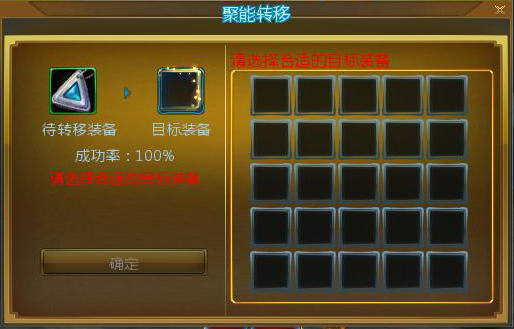 聚能转移
待转移装备
目标装备
成功率：100%
请选择合适的目标装备
确定
请选择合适的目标装备